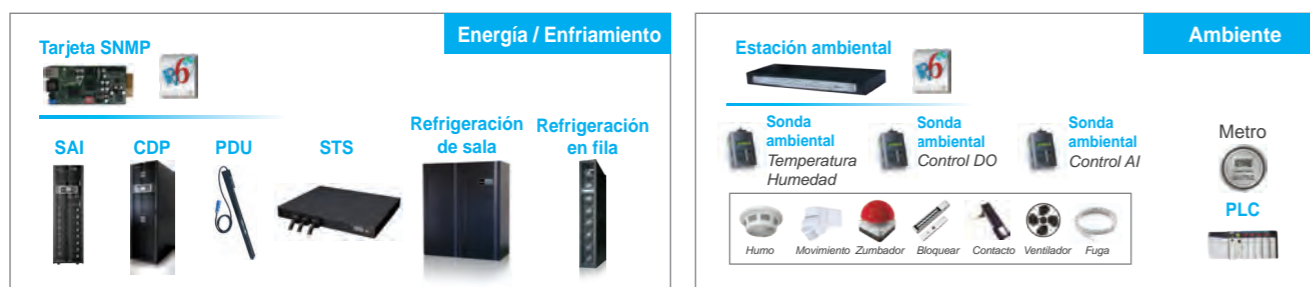 Energía / Enfriamiento
Tarjeta SNMP
SAI
CDP
PDU
STS
Refrigeración
de sala
Refrigeración
en fila
Ambiente
Estación ambiental
Sonda
ambiental
Temperatura
Humedad
Sonda
ambiental
Control DO
Sonda
ambiental
Control AI
Metro
PLC
Humo
Movimiento
Zumbador
Bloquear
Contacto
Ventilador
Fuga